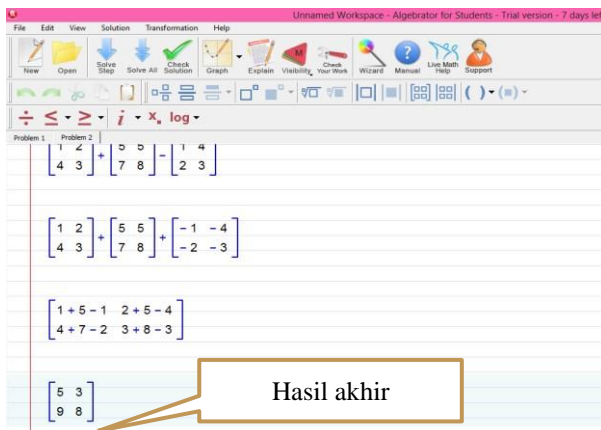 Unnamed Workspace - Algebrator for Students - Trial version - 7 days lef
File Edit View Solution Transformation Help
New Open Solve Step Solve All Check Solution Graph Explain Visibility Check Your Work Wizard Manual Live Math Help Support
÷ ≤ ≥ i x. log
Problem 1 Problem 2
[1 2; 4 3] + [5 5; 7 8] - [1 4; 2 3]
[1 2; 4 3] + [5 5; 7 8] + [-1 -4; -2 -3]
[1 + 5 - 1 2 + 5 - 4; 4 + 7 - 2 3 + 8 - 3]
[5 3; 9 8]
Hasil akhir